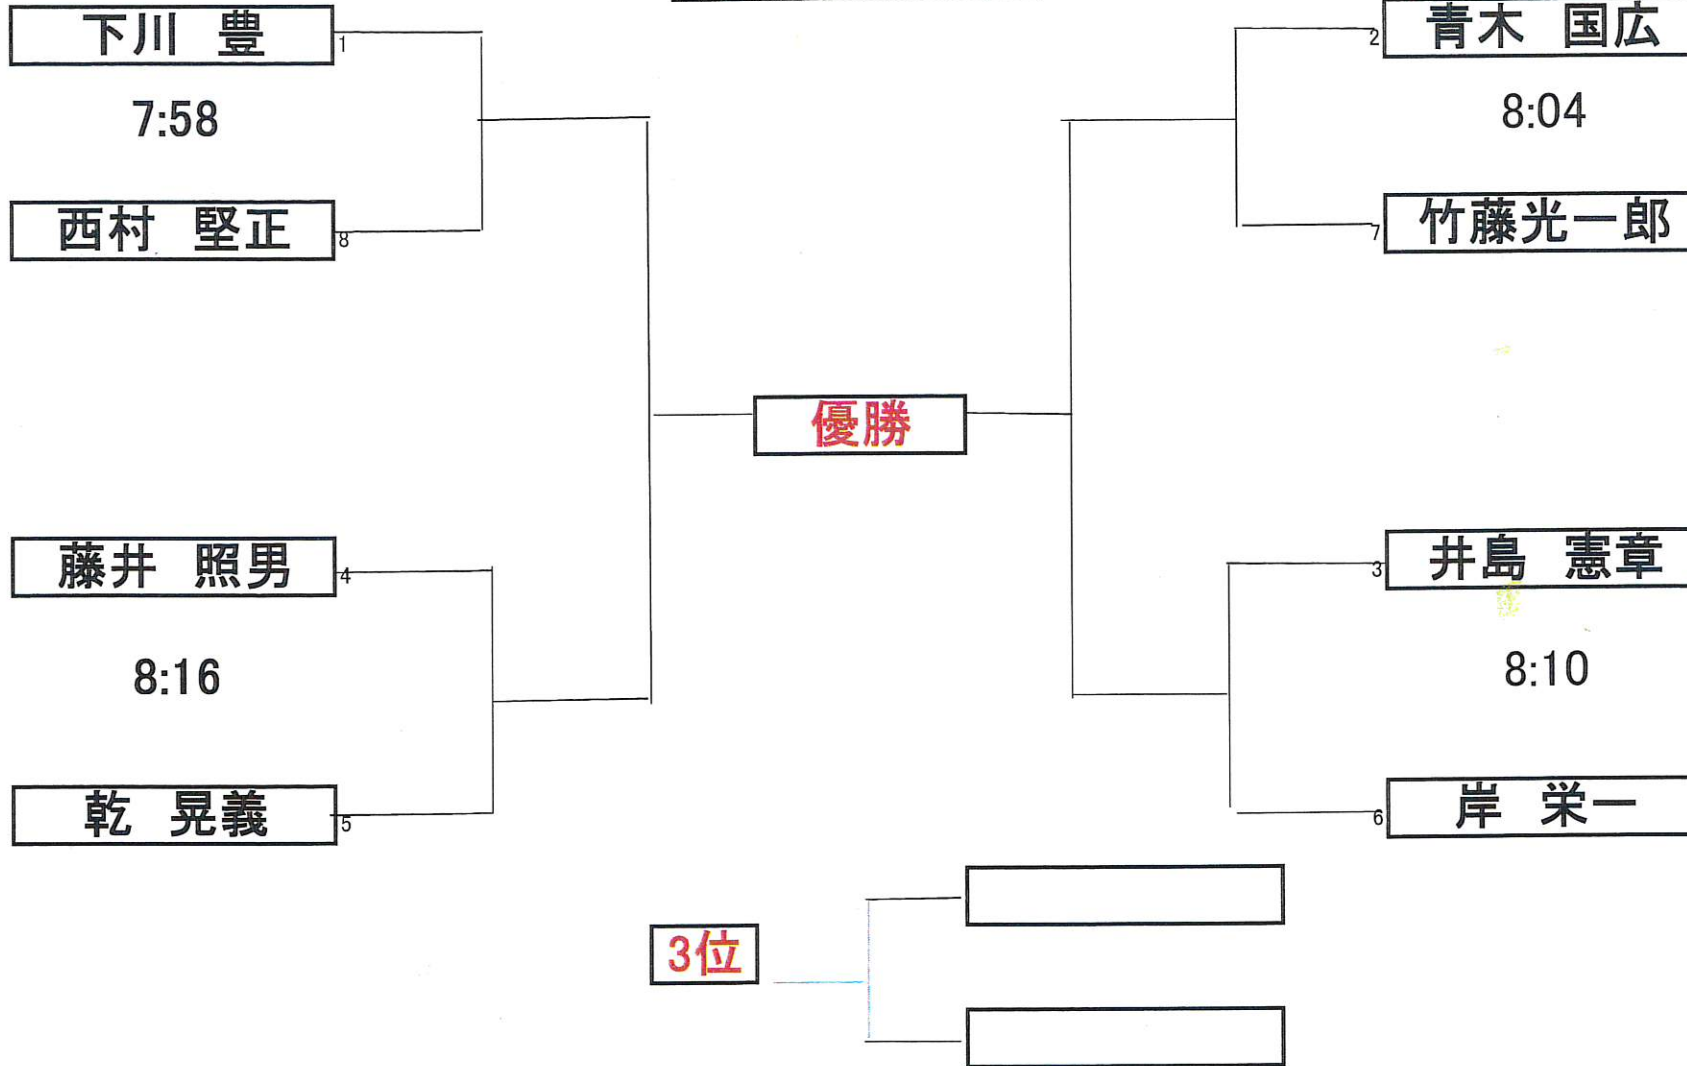 下川　豊
1
7:58
西村　堅正
8
青木　国広
2
8:04
竹藤光一郎
7
優勝
藤井　照男
4
8:16
乾　晃義
5
井島　憲章
3
8:10
岸　栄一
6
3位